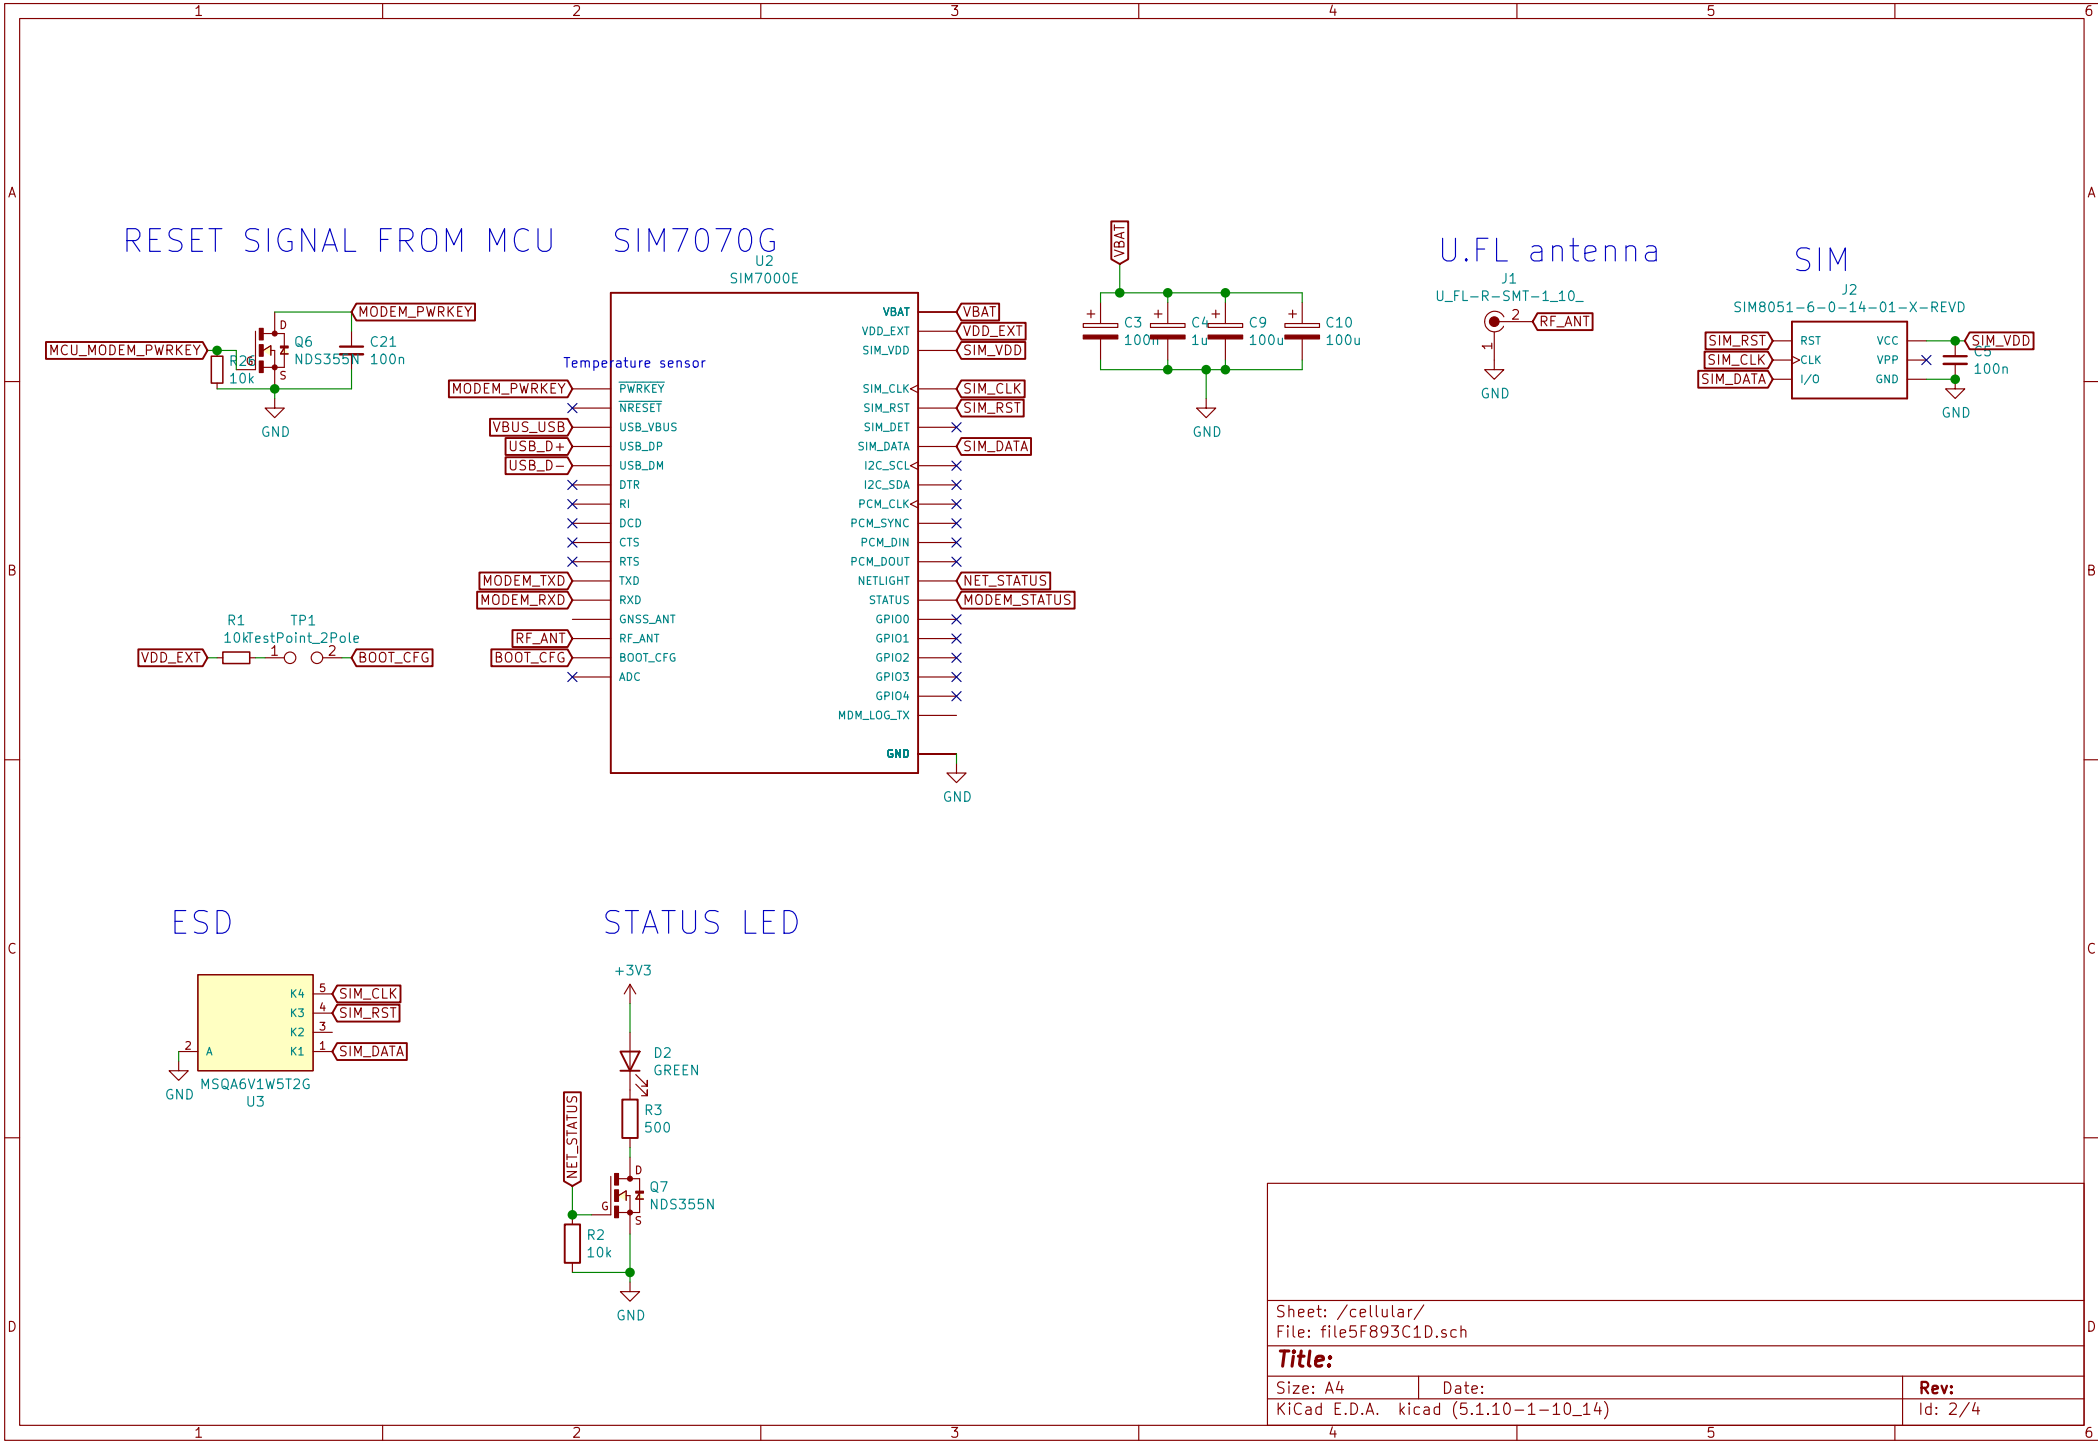 1 2 3 4 5 6
A A
B B
C C
D D
RESET SIGNAL FROM MCU
MODEM_PWRKEY
MCU_MODEM_PWRKEY
D
G
S
Q6
NDS355N
R26
10k
C21
100n
GND
SIM7070G
U2
SIM7000E
Temperature sensor
MODEM_PWRKEY PWRKEY
NRESET
VBUS_USB USB_VBUS
USB_D+ USB_DP
USB_D- USB_DM
DTR
RI
DCD
CTS
RTS
MODEM_TXD TXD
MODEM_RXD RXD
GNSS_ANT
RF_ANT RF_ANT
BOOT_CFG BOOT_CFG
ADC
VBAT VBAT
VDD_EXT VDD_EXT
SIM_VDD SIM_VDD
SIM_CLK SIM_CLK
SIM_RST SIM_RST
SIM_DET
SIM_DATA SIM_DATA
I2C_SCL
I2C_SDA
PCM_CLK
PCM_SYNC
PCM_DIN
PCM_DOUT
NETLIGHT NET_STATUS
STATUS MODEM_STATUS
GPIO0
GPIO1
GPIO2
GPIO3
GPIO4
MDM_LOG_TX
GND
GND
VBAT
+ + + +
C3
100n
C4
1u
C9
100u
C10
100u
GND
U.FL antenna
J1
U_FL-R-SMT-1_10_
2 RF_ANT
1
GND
SIM
J2
SIM8051-6-0-14-01-X-REVD
SIM_RST RST VCC SIM_VDD
SIM_CLK CLK VPP
SIM_DATA I/O GND
C5
100n
GND
R1
10k
TP1
TestPoint_2Pole
VDD_EXT 1 2 BOOT_CFG
ESD
K4 5 SIM_CLK
K3 4 SIM_RST
K2 3
2 A K1 1 SIM_DATA
GND
MSQA6V1W5T2G
U3
STATUS LED
+3V3
D2
GREEN
R3
500
NET_STATUS
D
G
S
Q7
NDS355N
R2
10k
GND
Sheet: /cellular/
File: file5F893C1D.sch
Title:
Size: A4 Date: Rev:
KiCad E.D.A. kicad (5.1.10-1-10_14) Id: 2/4
1 2 3 4 5 6